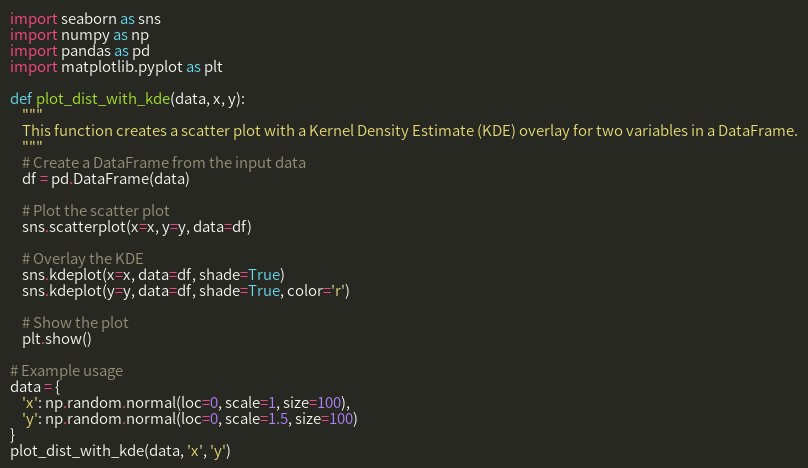 import seaborn as sns
import numpy as np
import pandas as pd
import matplotlib.pyplot as plt

def plot_dist_with_kde(data, x, y):
    """
    This function creates a scatter plot with a Kernel Density Estimate (KDE) overlay for two variables in a DataFrame.
    """
    # Create a DataFrame from the input data
    df = pd.DataFrame(data)

    # Plot the scatter plot
    sns.scatterplot(x=x, y=y, data=df)

    # Overlay the KDE
    sns.kdeplot(x=x, data=df, shade=True)
    sns.kdeplot(y=y, data=df, shade=True, color='r')

    # Show the plot
    plt.show()

# Example usage
data = {
    'x': np.random.normal(loc=0, scale=1, size=100),
    'y': np.random.normal(loc=0, scale=1.5, size=100)
}
plot_dist_with_kde(data, 'x', 'y')